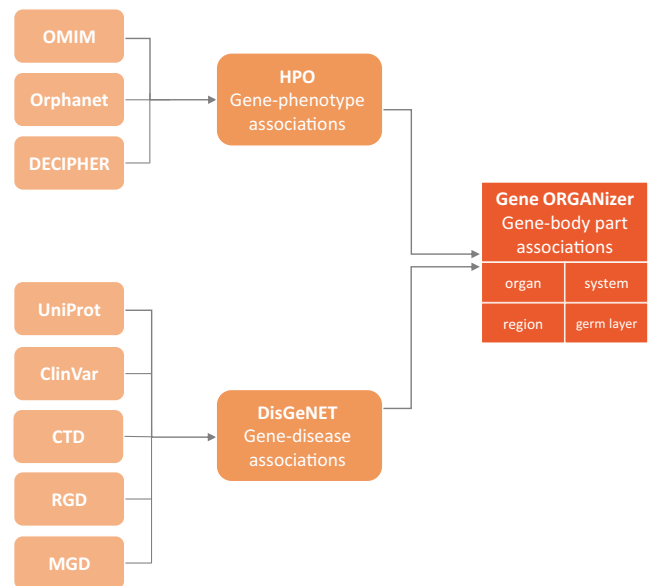 OMIM
Orphanet
DECIPHER
HPO
Gene-phenotype
associations
Gene ORGANizer
Gene-body part
associations
organ
system
region
germ layer
UniProt
ClinVar
CTD
RGD
MGD
DisGeNET
Gene-disease
associations